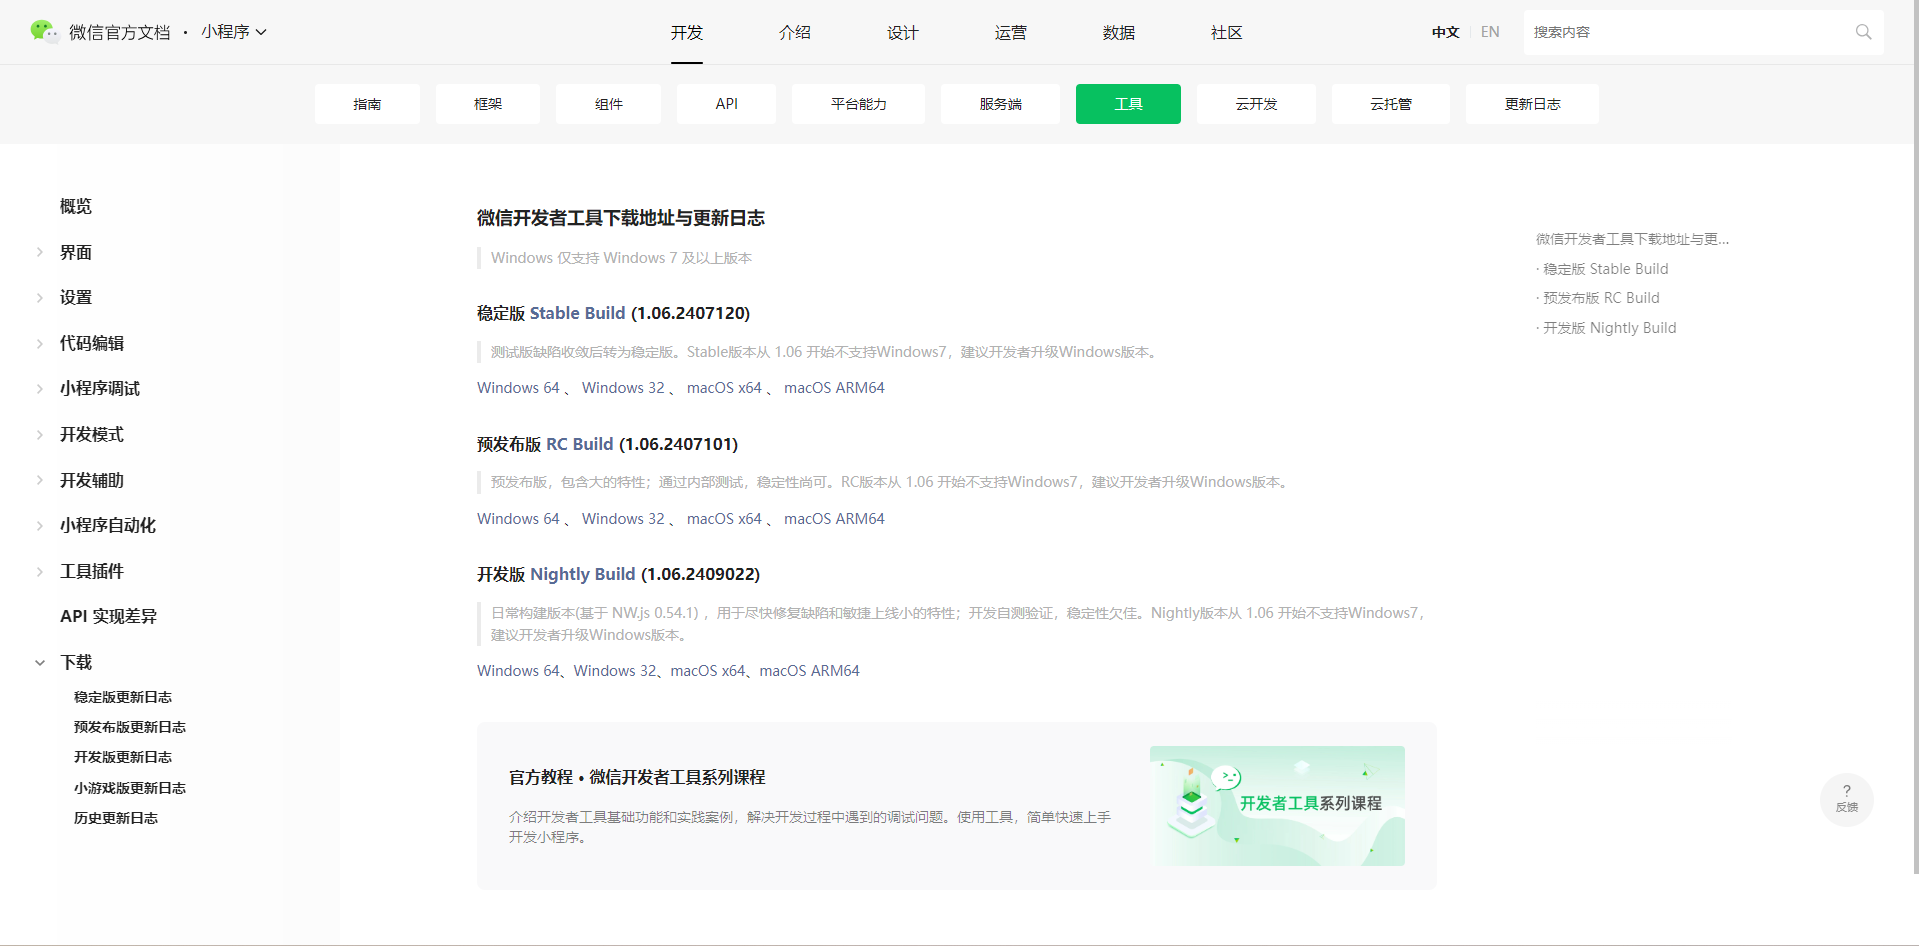 微信官方文档 · 小程序
开发 介绍 设计 运营 数据 社区
中文 EN
搜索内容
指南 框架 组件 API 平台能力 服务端 工具 云开发 云托管 更新日志
概览
界面
设置
代码编辑
小程序调试
开发模式
开发辅助
小程序自动化
工具插件
API 实现差异
下载
稳定版更新日志
预发布版更新日志
开发版更新日志
小游戏版更新日志
历史更新日志
微信开发者工具下载地址与更新日志
Windows 仅支持 Windows 7 及以上版本
稳定版 Stable Build (1.06.2407120)
测试版缺陷收敛后转为稳定版。Stable版本从 1.06 开始不支持Windows7，建议开发者升级Windows版本。
Windows 64 、 Windows 32 、 macOS x64 、 macOS ARM64
预发布版 RC Build (1.06.2407101)
预发布版，包含大的特性；通过内部测试，稳定性尚可。RC版本从 1.06 开始不支持Windows7，建议开发者升级Windows版本。
Windows 64 、 Windows 32 、 macOS x64 、 macOS ARM64
开发版 Nightly Build (1.06.2409022)
日常构建版本(基于 NW.js 0.54.1) ，用于尽快修复缺陷和敏捷上线小的特性；开发自测验证，稳定性欠佳。Nightly版本从 1.06 开始不支持Windows7，
建议开发者升级Windows版本。
Windows 64、Windows 32、macOS x64、macOS ARM64
官方教程 • 微信开发者工具系列课程
介绍开发者工具基础功能和实践案例，解决开发过程中遇到的调试问题。使用工具，简单快速上手
开发小程序。
开发者工具系列课程
微信开发者工具下载地址与更...
· 稳定版 Stable Build
· 预发布版 RC Build
· 开发版 Nightly Build
?
反馈